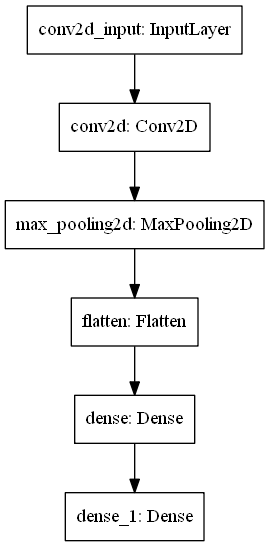 conv2d_input: InputLayer
conv2d: Conv2D
max_pooling2d: MaxPooling2D
flatten: Flatten
dense: Dense
dense_1: Dense